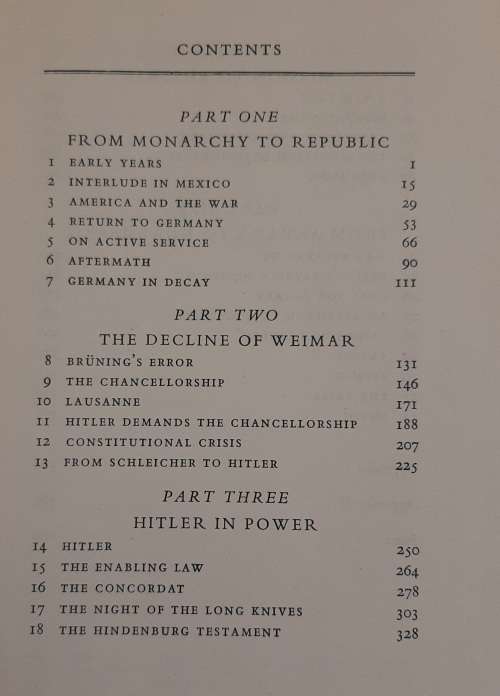 CONTENTS
PART ONE
FROM MONARCHY TO REPUBLIC
1 EARLY YEARS 1
2 INTERLUDE IN MEXICO 15
3 AMERICA AND THE WAR 29
4 RETURN TO GERMANY 53
5 ON ACTIVE SERVICE 66
6 AFTERMATH 90
7 GERMANY IN DECAY 111
PART TWO
THE DECLINE OF WEIMAR
8 BRÜNING'S ERROR 131
9 THE CHANCELLORSHIP 146
10 LAUSANNE 171
11 HITLER DEMANDS THE CHANCELLORSHIP 188
12 CONSTITUTIONAL CRISIS 207
13 FROM SCHLEICHER TO HITLER 225
PART THREE
HITLER IN POWER
14 HITLER 250
15 THE ENABLING LAW 264
16 THE CONCORDAT 278
17 THE NIGHT OF THE LONG KNIVES 303
18 THE HINDENBURG TESTAMENT 328